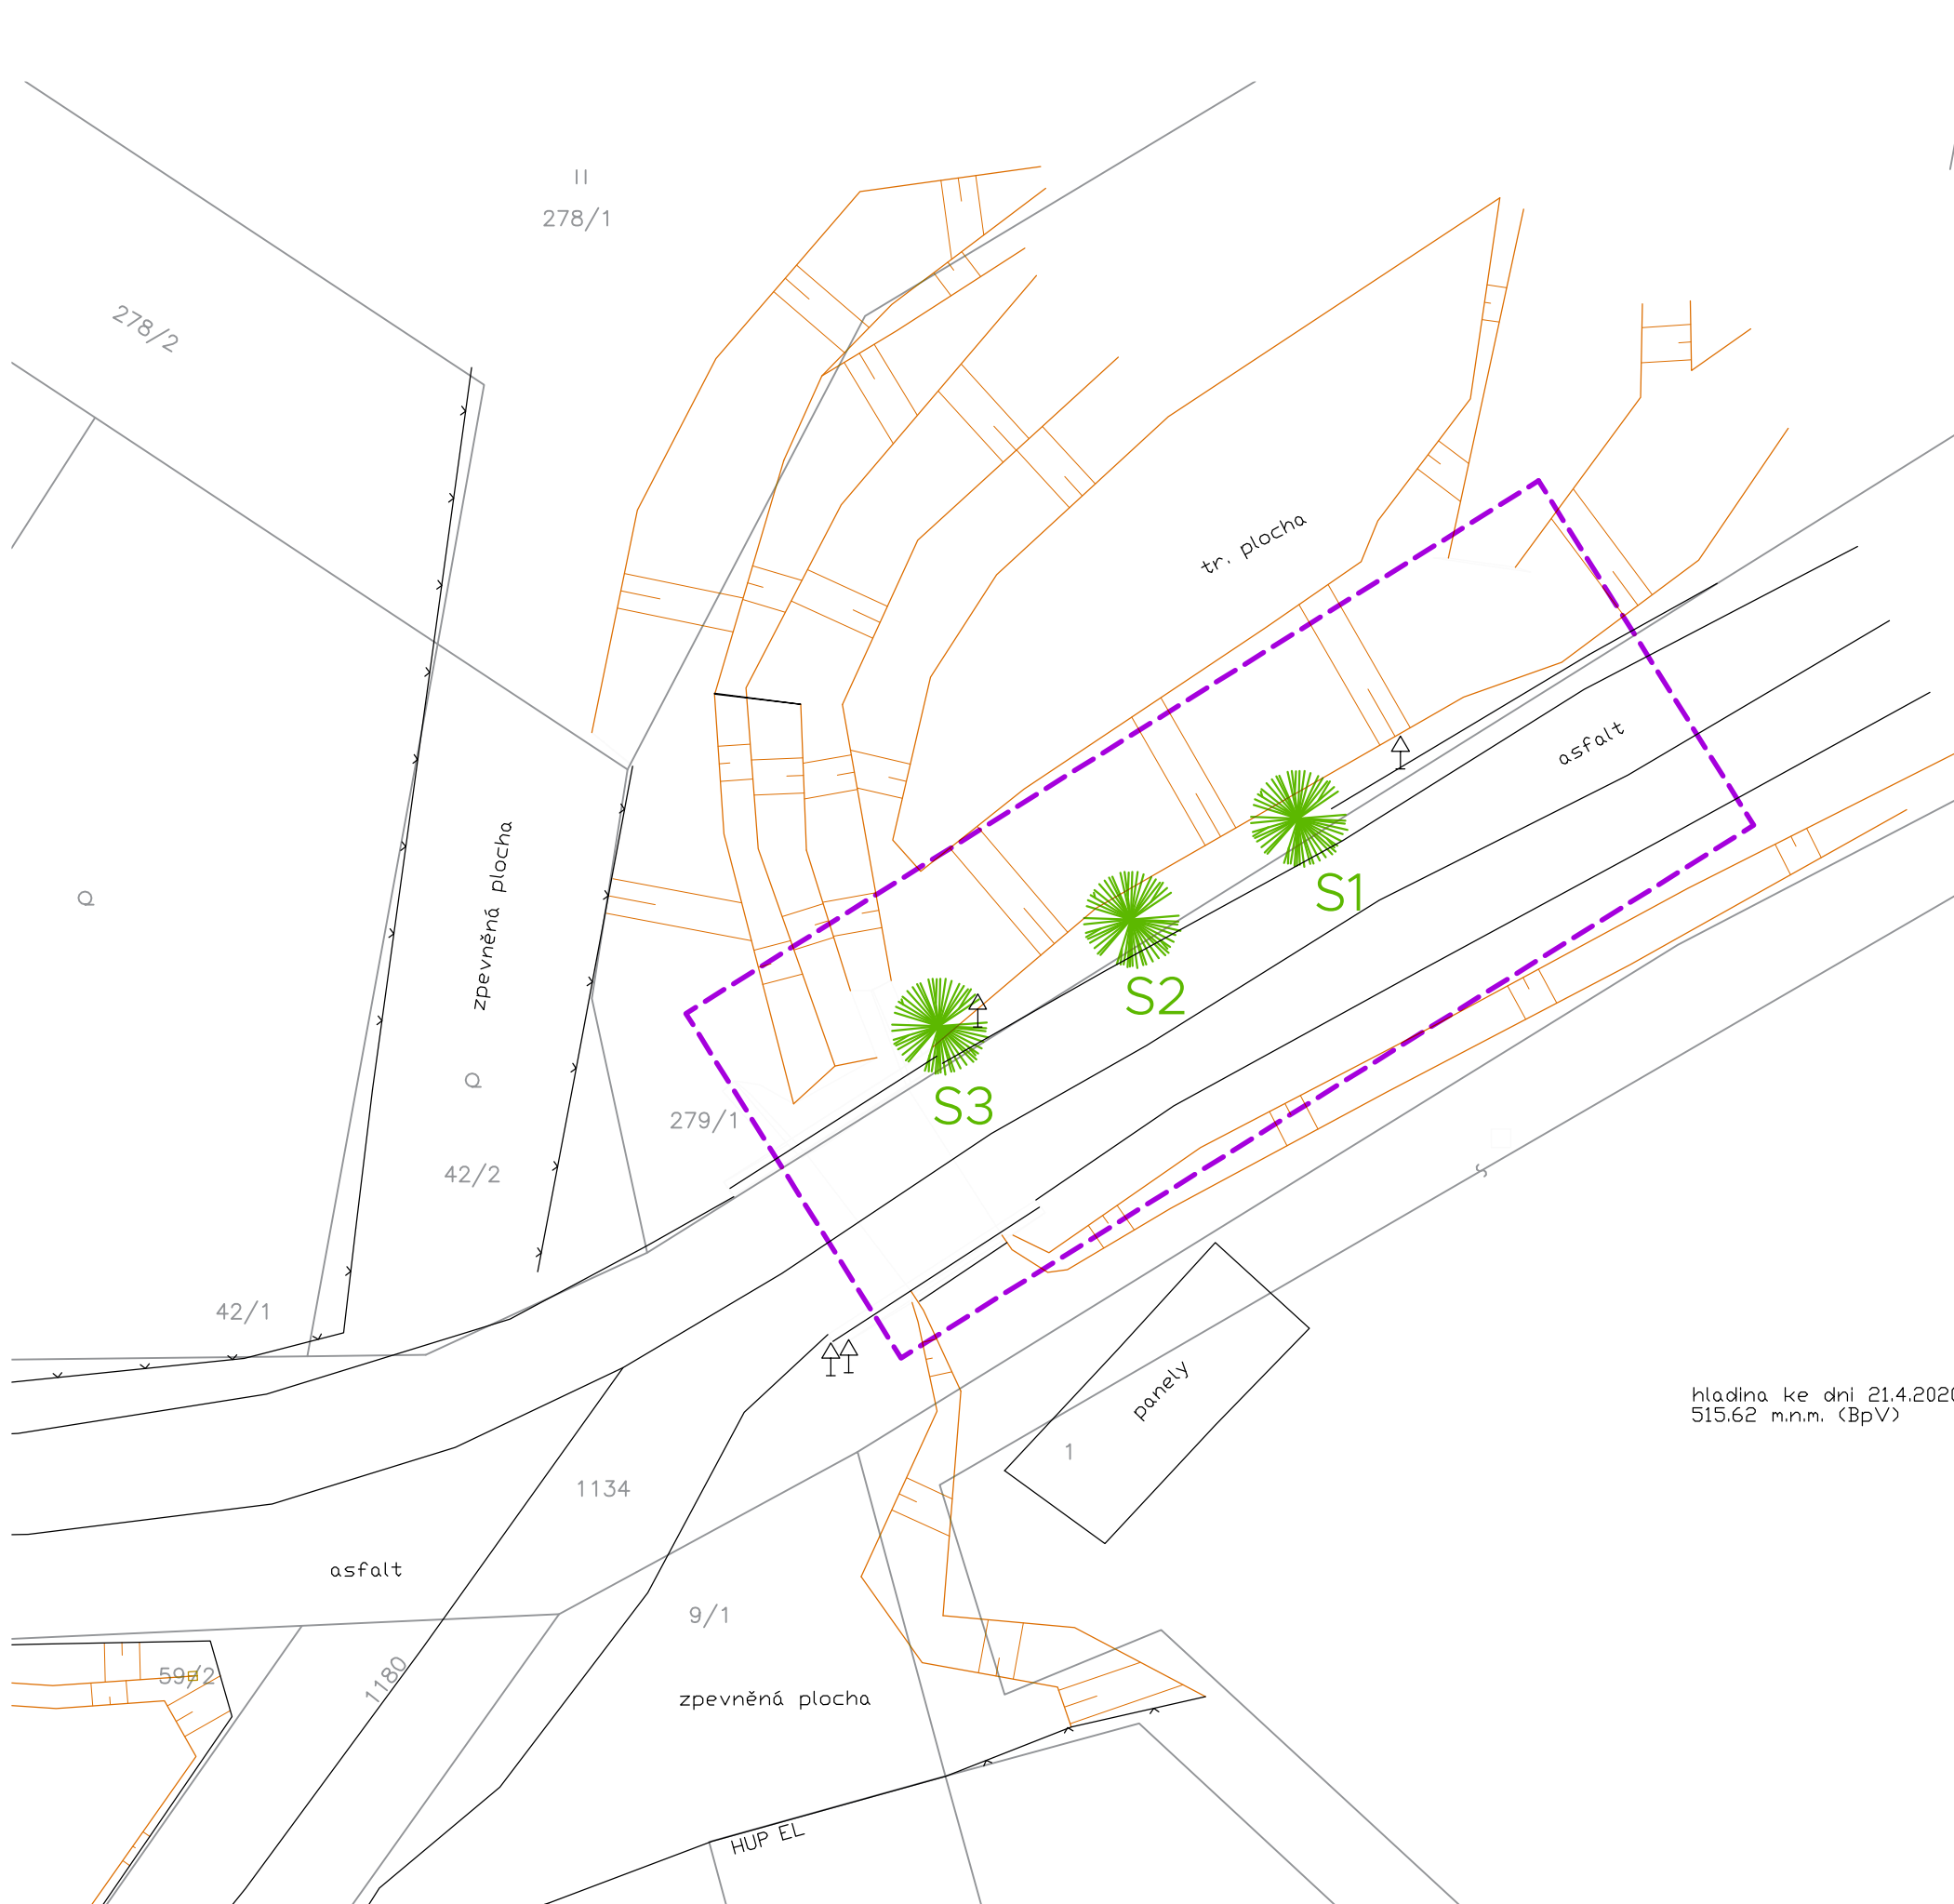 278/1
278/2
tr. plocha
asfalt
zpevněná plocha
S1
S2
S3
279/1
42/2
42/1
panely
hladina ke dni 21.4.202
515.62 m.n.m. (BpV)
1
1134
asfalt
9/1
59/2
1180
zpevněná plocha
HUP EL